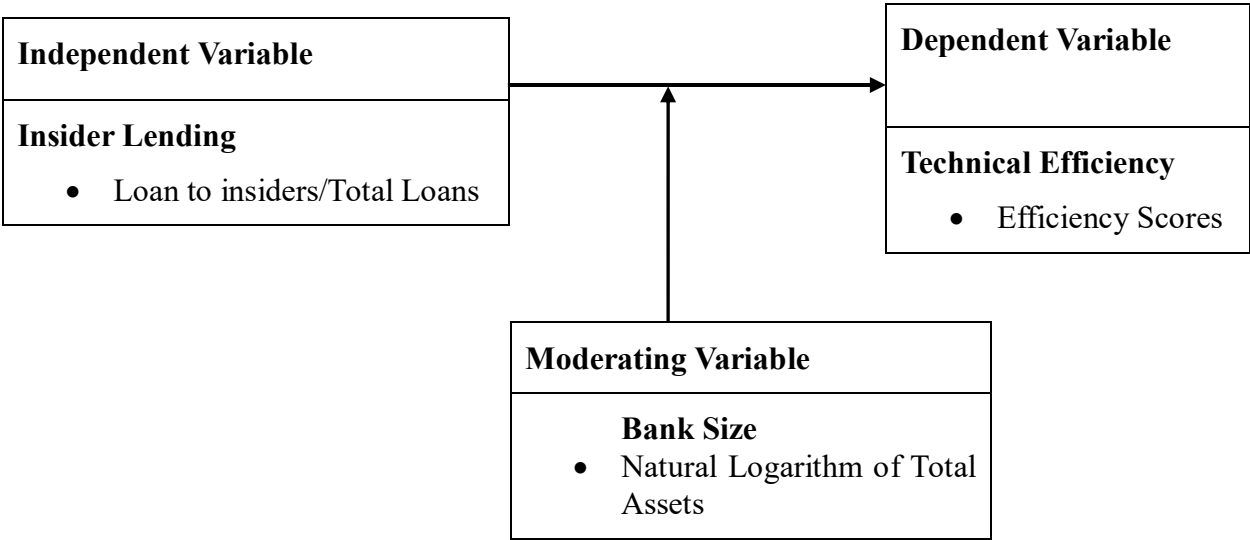 Independent Variable
Insider Lending
• Loan to insiders/Total Loans
Dependent Variable
Technical Efficiency
• Efficiency Scores
Moderating Variable
Bank Size
• Natural Logarithm of Total
Assets